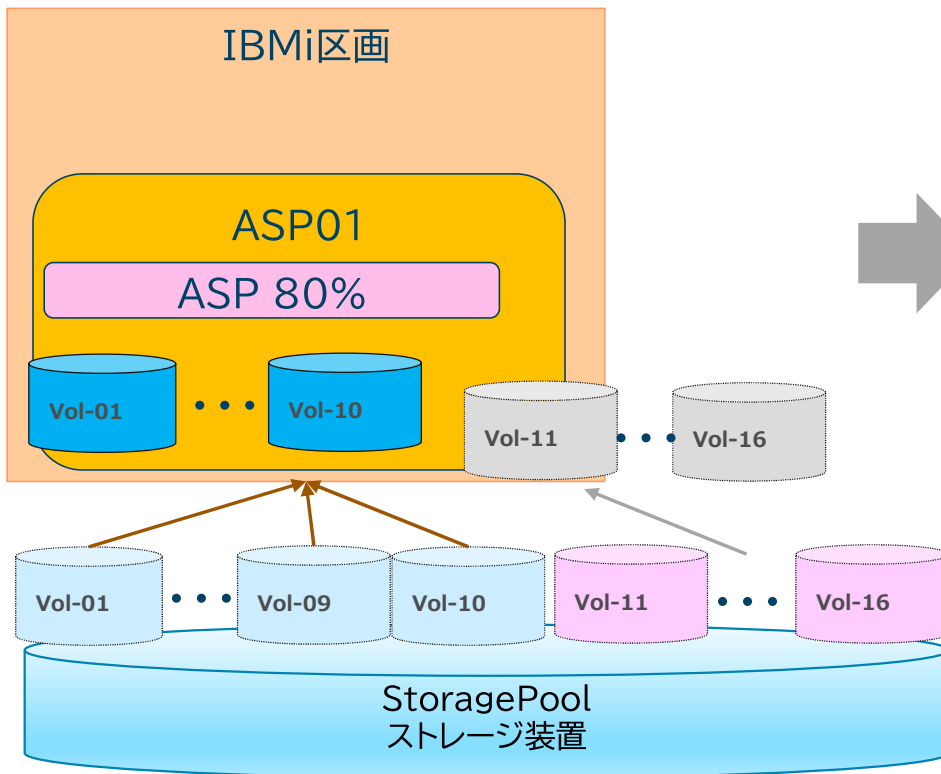 IBMi区画
ASP01
ASP 80%
Vol-01
• • •
Vol-10
Vol-11
• • •
Vol-16
Vol-01
• • •
Vol-09
Vol-10
Vol-11
• • •
Vol-16
StoragePool
ストレージ装置